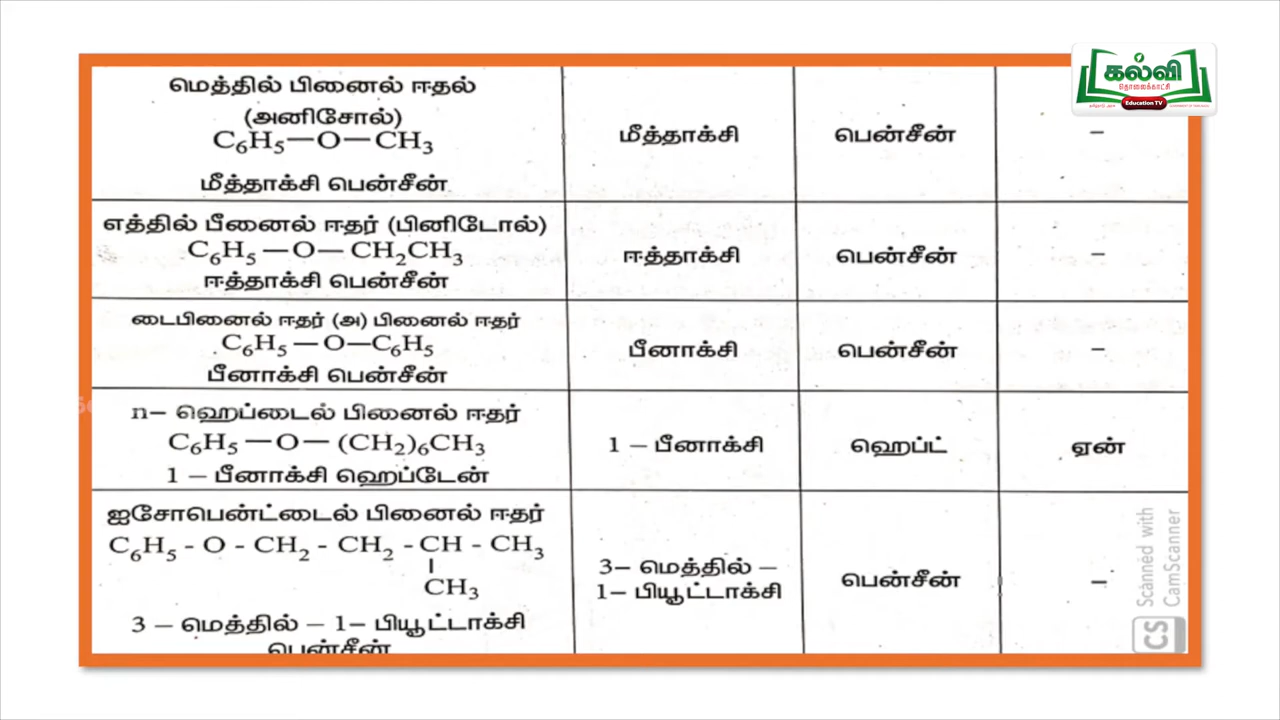 கல்வி
தொலைக்காட்சி
Education TV
மெத்தில் பினைல் ஈதல்
(அனிசோல்)
C₆H₅—O—CH₃ மீத்தாக்சி பென்சீன் –
மீத்தாக்சி பென்சீன்
எத்தில் பீனைல் ஈதர் (பினிடோல்)
C₆H₅ —O— CH₂CH₃ ஈத்தாக்சி பென்சீன் –
ஈத்தாக்சி பென்சீன்
டைபினைல் ஈதர் (அ) பினைல் ஈதர்
C₆H₅ —O—C₆H₅ பீனாக்சி பென்சீன் –
பீனாக்சி பென்சீன்
n– ஹெப்டைல் பினைல் ஈதர்
C₆H₅ —O— (CH₂)₆CH₃ 1 – பீனாக்சி ஹெப்ட் ஏன்
1 – பீனாக்சி ஹெப்டேன்
ஐசோபென்ட்டைல் பினைல் ஈதர்
C₆H₅ - O - CH₂ - CH₂ - CH - CH₃
CH₃
3– மெத்தில் –
1– பியூட்டாக்சி பென்சீன் –
3 – மெத்தில் – 1– பியூட்டாக்சி
பென்சீன்
CS Scanned with
CamScanner